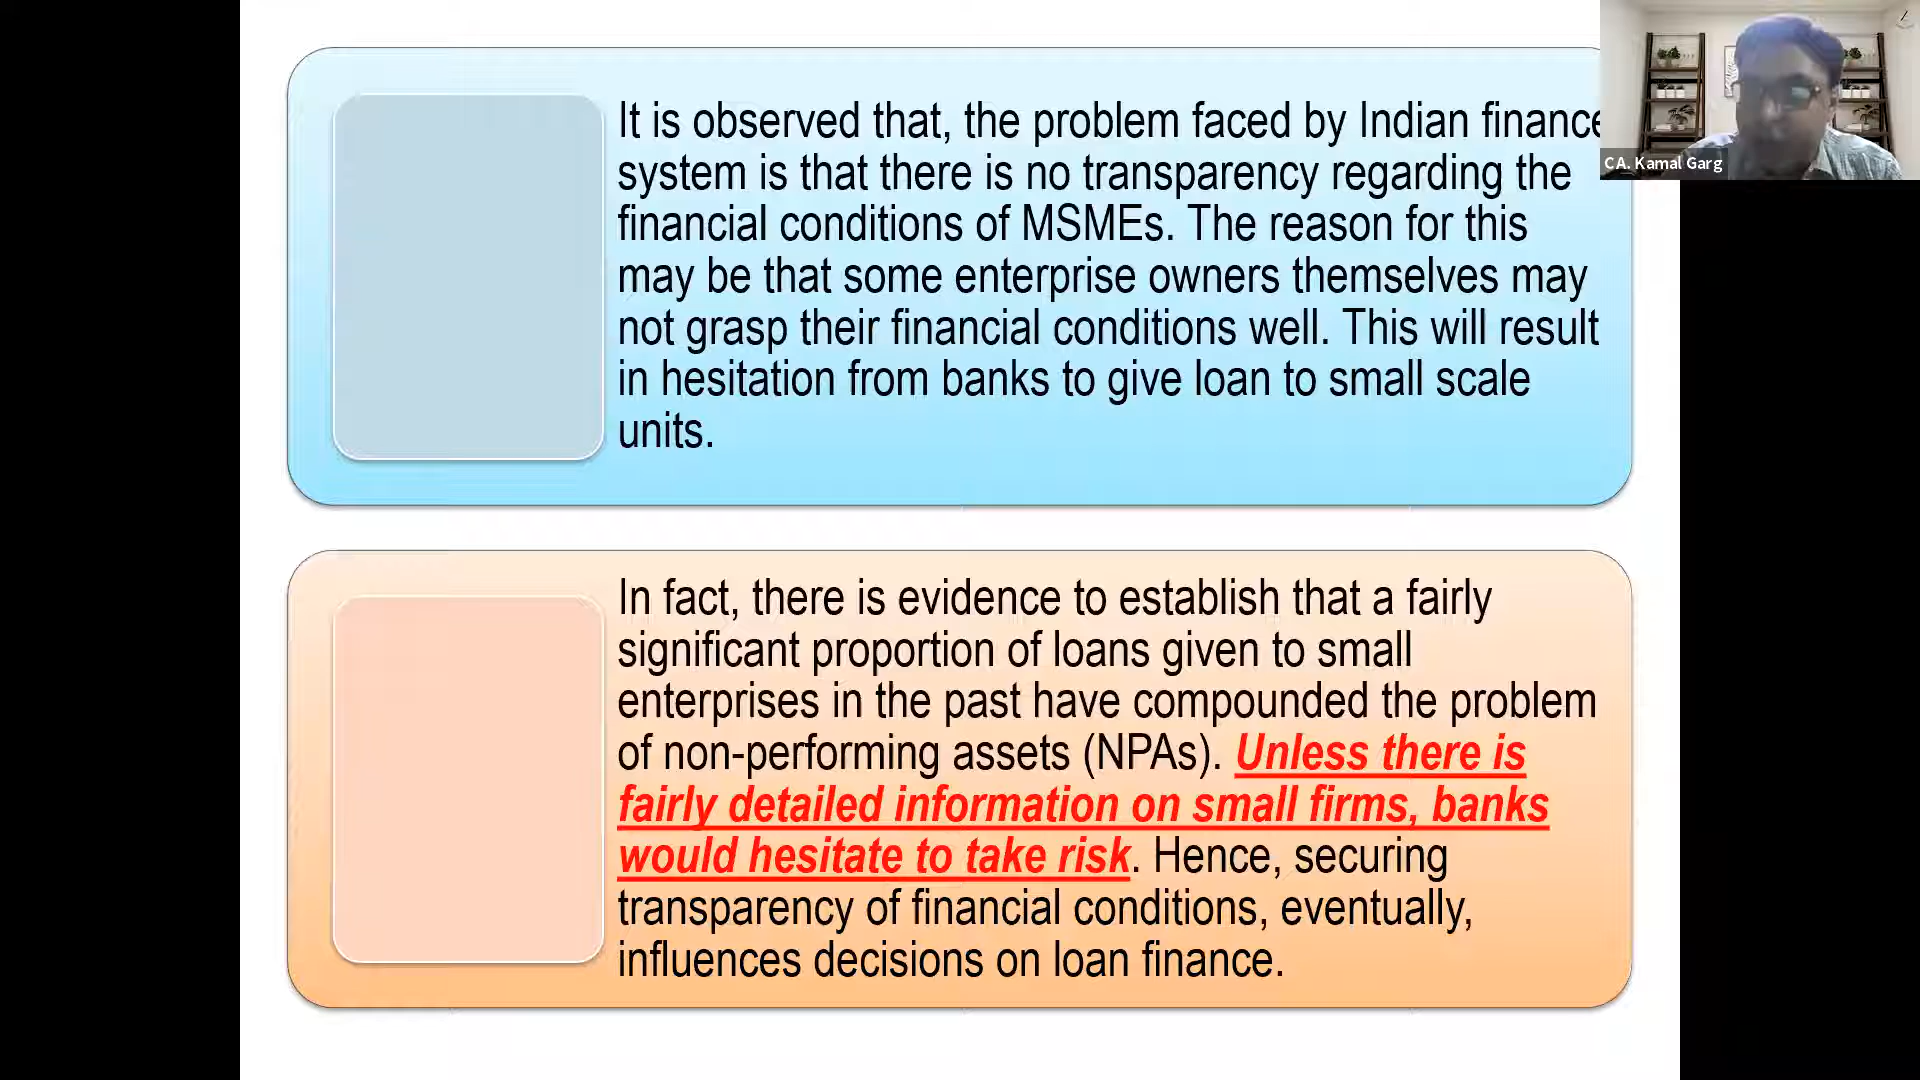 It is observed that, the problem faced by Indian finance
system is that there is no transparency regarding the
financial conditions of MSMEs. The reason for this
may be that some enterprise owners themselves may
not grasp their financial conditions well. This will result
in hesitation from banks to give loan to small scale
units.
CA. Kamal Garg
In fact, there is evidence to establish that a fairly
significant proportion of loans given to small
enterprises in the past have compounded the problem
of non-performing assets (NPAs). Unless there is
fairly detailed information on small firms, banks
would hesitate to take risk. Hence, securing
transparency of financial conditions, eventually,
influences decisions on loan finance.